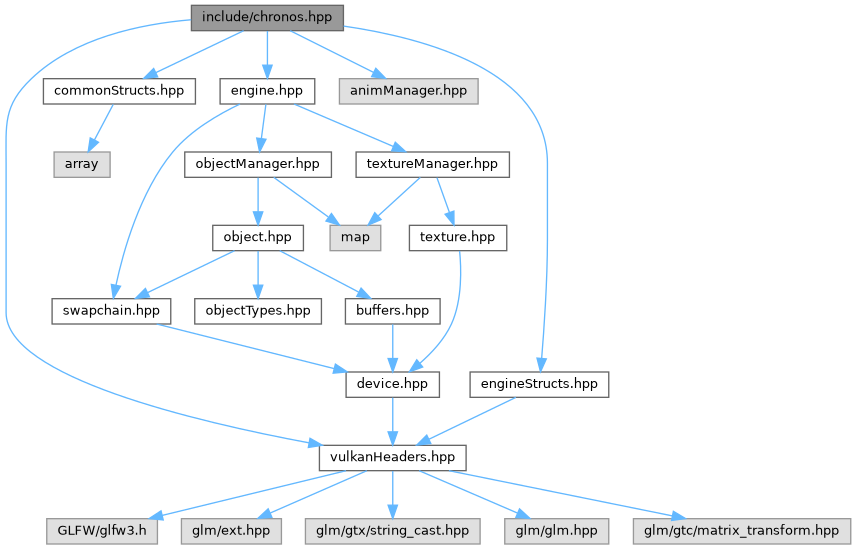 include/chronos.hpp
commonStructs.hpp
engine.hpp
animManager.hpp
array
objectManager.hpp
textureManager.hpp
object.hpp
map
texture.hpp
swapchain.hpp
objectTypes.hpp
buffers.hpp
device.hpp
engineStructs.hpp
vulkanHeaders.hpp
GLFW/glfw3.h
glm/ext.hpp
glm/gtx/string_cast.hpp
glm/glm.hpp
glm/gtc/matrix_transform.hpp